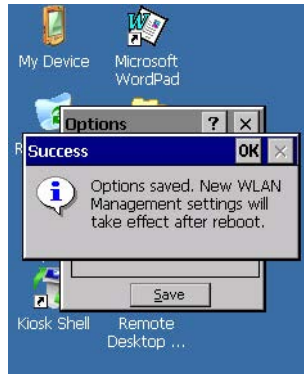 My Device
Microsoft
WordPad
Options
?
X
R
Success
OK
X
Options saved. New WLAN
Management settings will
take effect after reboot.
Save
Kiosk Shell
Remote
Desktop ...